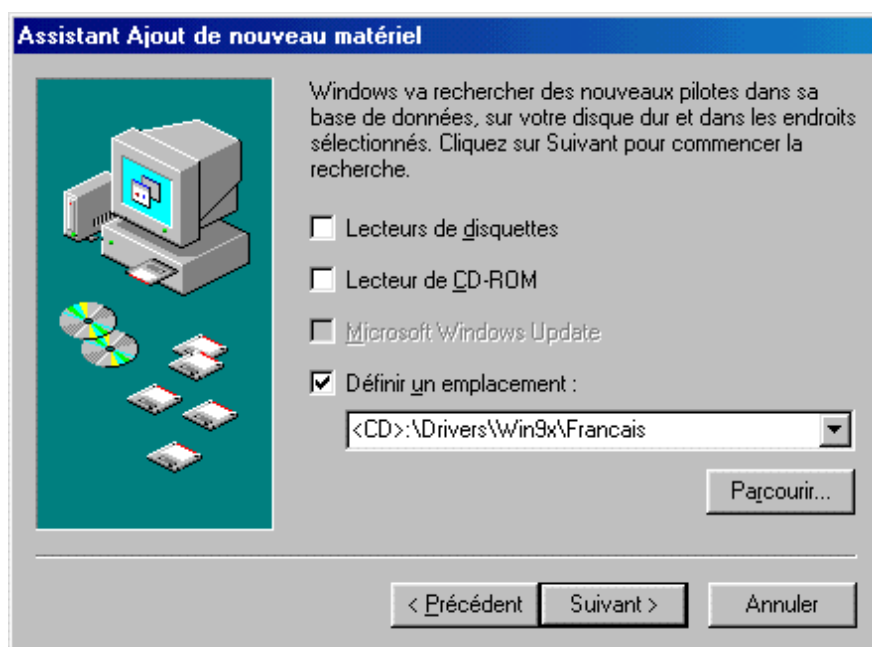 Assistant Ajout de nouveau matériel
Windows va rechercher des nouveaux pilotes dans sa
base de données, sur votre disque dur et dans les endroits
sélectionnés. Cliquez sur Suivant pour commencer la
recherche.
Lecteurs de disquettes
Lecteur de CD-ROM
Microsoft Windows Update
Définir un emplacement :
<CD>:\Drivers\Win9x\Francais
Parcourir...
< Précédent
Suivant >
Annuler